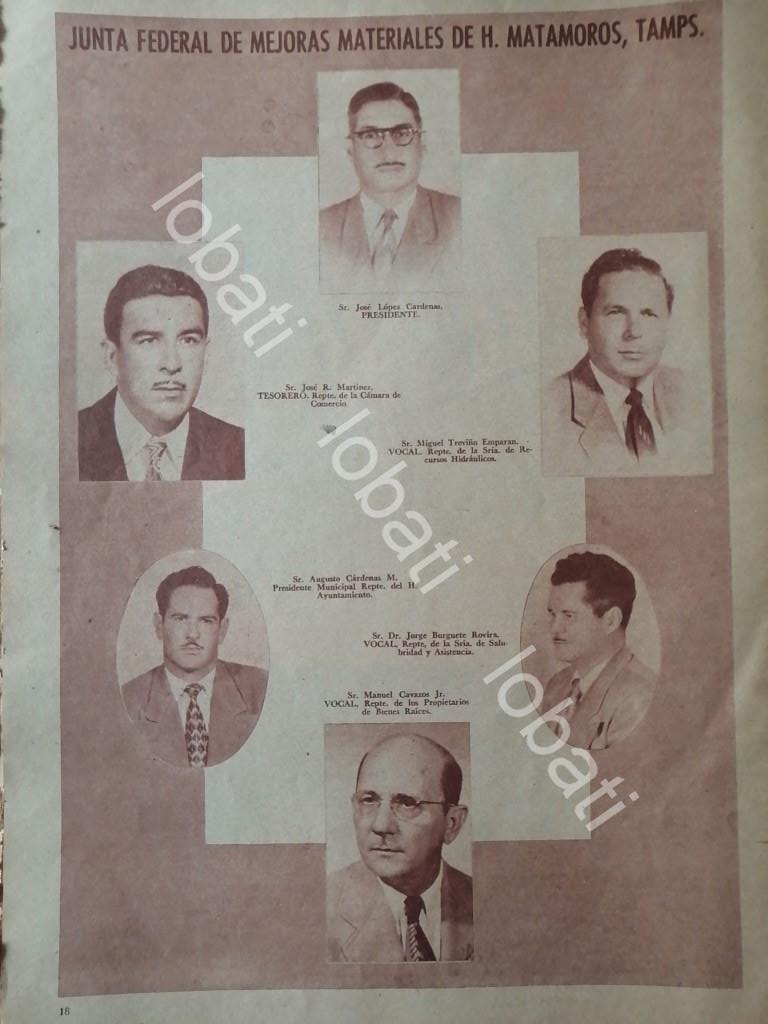 JUNTA FEDERAL DE MEJORAS MATERIALES DE H. MATAMOROS, TAMPS.
Sr. José López Cardenas,
PRESIDENTE.
Sr. José R. Martinez,
TESORERO, Repte. de la Cámara de
Comercio.
Sr. Miguel Treviño Emparan,
VOCAL, Repte. de la Sria. de Re-
cursos Hidráulicos.
Sr. Augusto Cárdenas M.
Presidente Municipal Repte. del H.
Ayuntamiento.
Sr. Dr. Jorge Burguete Rovira.
VOCAL, Repte, de la Sria. de Salu-
bridad y Asistencia.
Sr. Manuel Cavazos Jr.
VOCAL, Repte. de los Propietarios
de Bienes Raices.
18
lobati
lobati
lobati